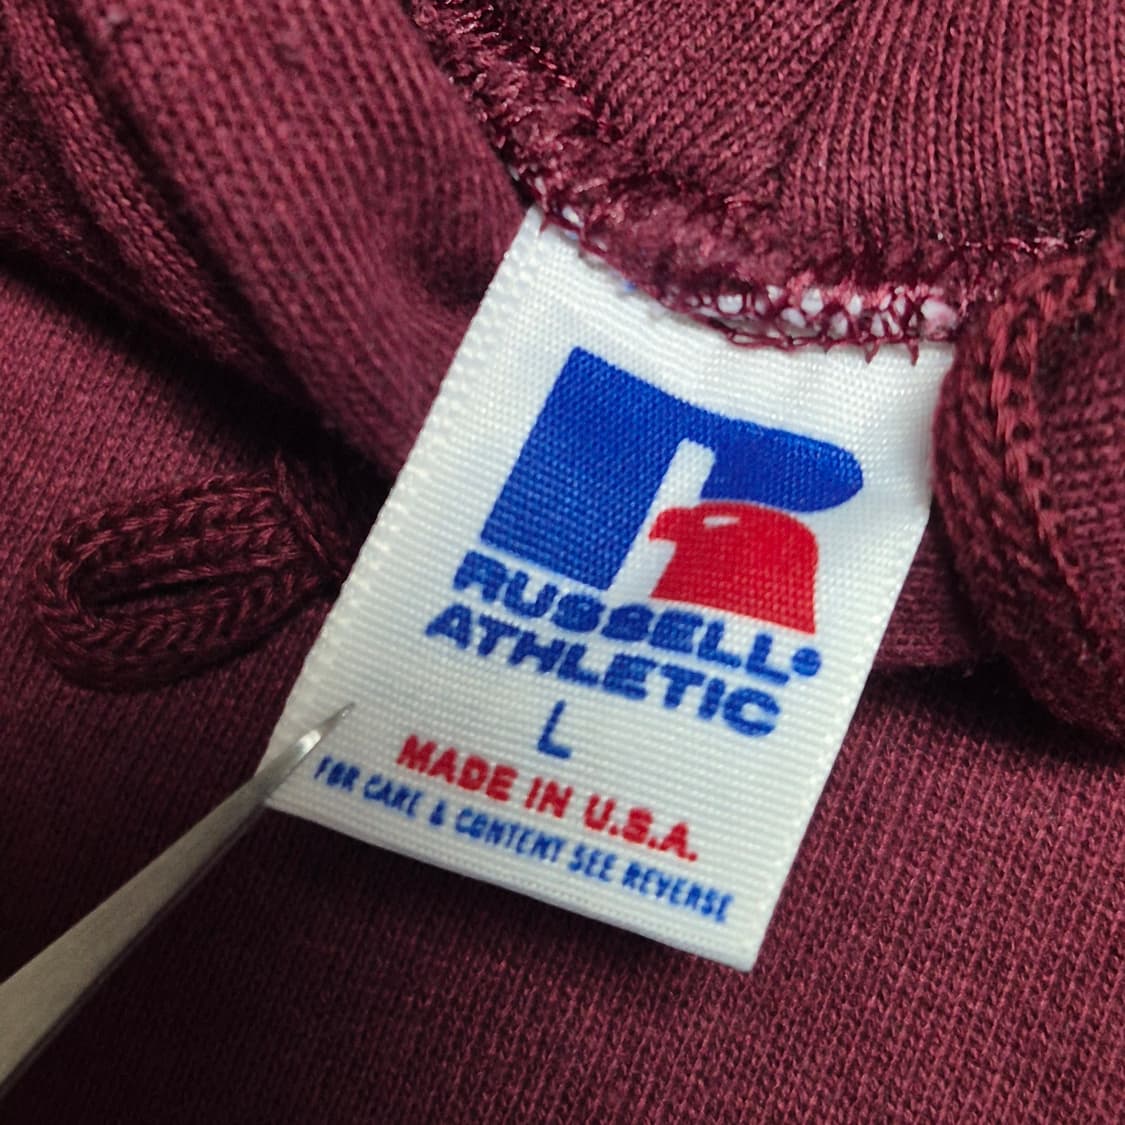 RUSSELL®
ATHLETIC
L
MADE IN U.S.A.
FOR CARE & CONTENT SEE REVERSE